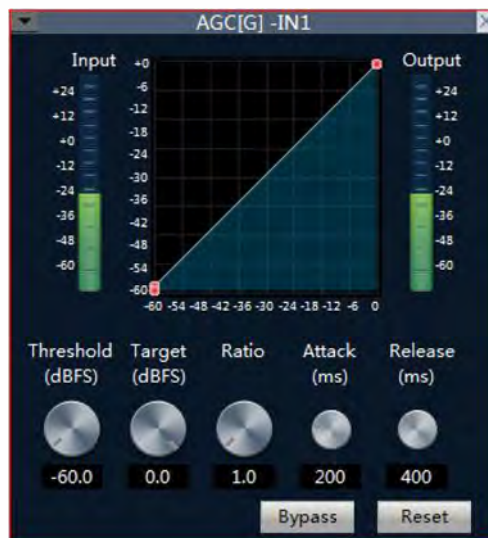 AGC[G] -IN1
Input
Output
+24
+12
+0
-12
-24
-36
-48
-60
+0
-6
-12
-18
-24
-30
-36
-42
-48
-54
-60
-60 -54 -48 -42 -36 -30 -24 -18 -12 -6 0
+24
+12
+0
-12
-24
-36
-48
-60
Threshold (dBFS)
Target (dBFS)
Ratio
Attack (ms)
Release (ms)
-60.0
0.0
1.0
200
400
Bypass
Reset